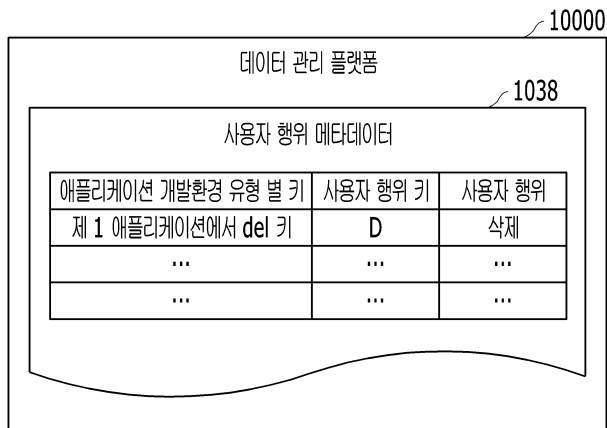 10000
데이터 관리 플랫폼
1038
사용자 행위 메타데이터
애플리케이션 개발환경 유형 별 키 사용자 행위 키 사용자 행위
제 1 애플리케이션에서 del 키 D 삭제
... ... ...
... ... ...